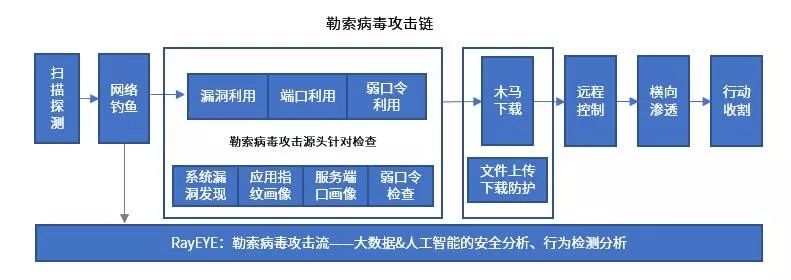 勒索病毒攻击链
扫
描
探
测
网络
钓鱼
漏洞利用
端口利用
弱口令
利用
木马
下载
远程
控制
横向
渗透
行动
收割
勒索病毒攻击源头针对检查
系统漏
洞发现
应用指
纹画像
服务端
口画像
弱口令
检查
文件上传
下载防护
RayEYE：勒索病毒攻击流——大数据&人工智能的安全分析、行为检测分析